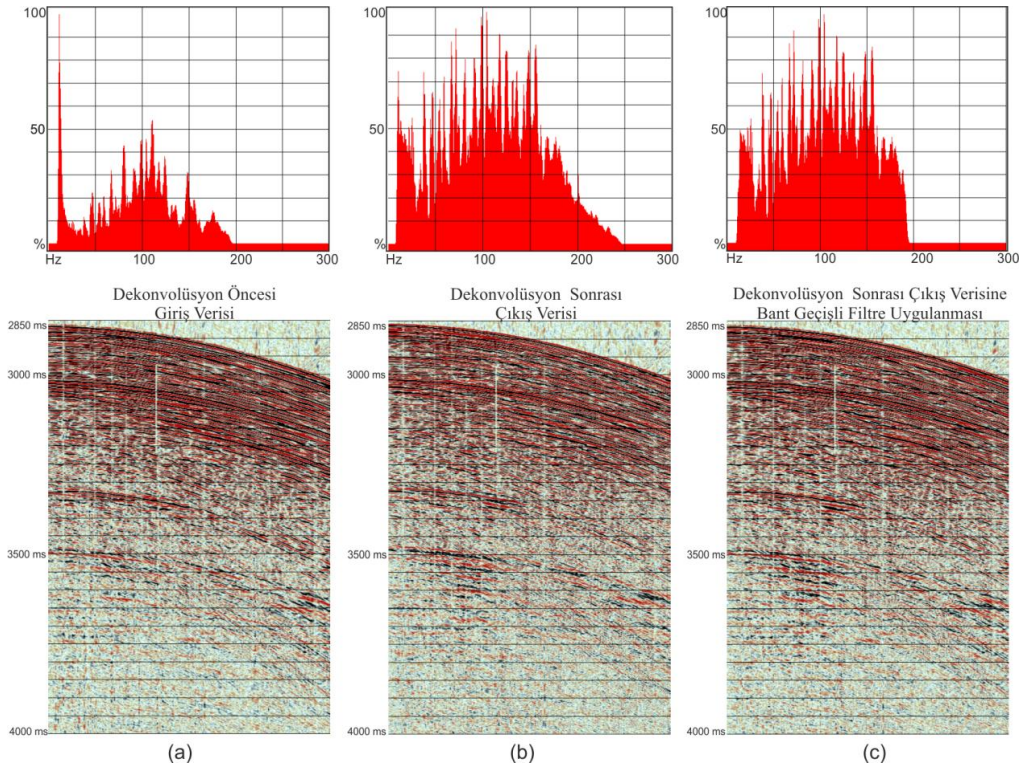 100
50
%
Hz
100
200
300
100
50
%
Hz
100
200
300
100
50
%
Hz
100
200
300
Dekonvolüsyon Öncesi
Giriş Verisi
Dekonvolüsyon Sonrası
Çıkış Verisi
Dekonvolüsyon Sonrası Çıkış Verisine
Bant Geçişli Filtre Uygulanması
2850 ms
3000 ms
3500 ms
4000 ms
2850 ms
3000 ms
3500 ms
4000 ms
2850 ms
3000 ms
3500 ms
4000 ms
(a)
(b)
(c)